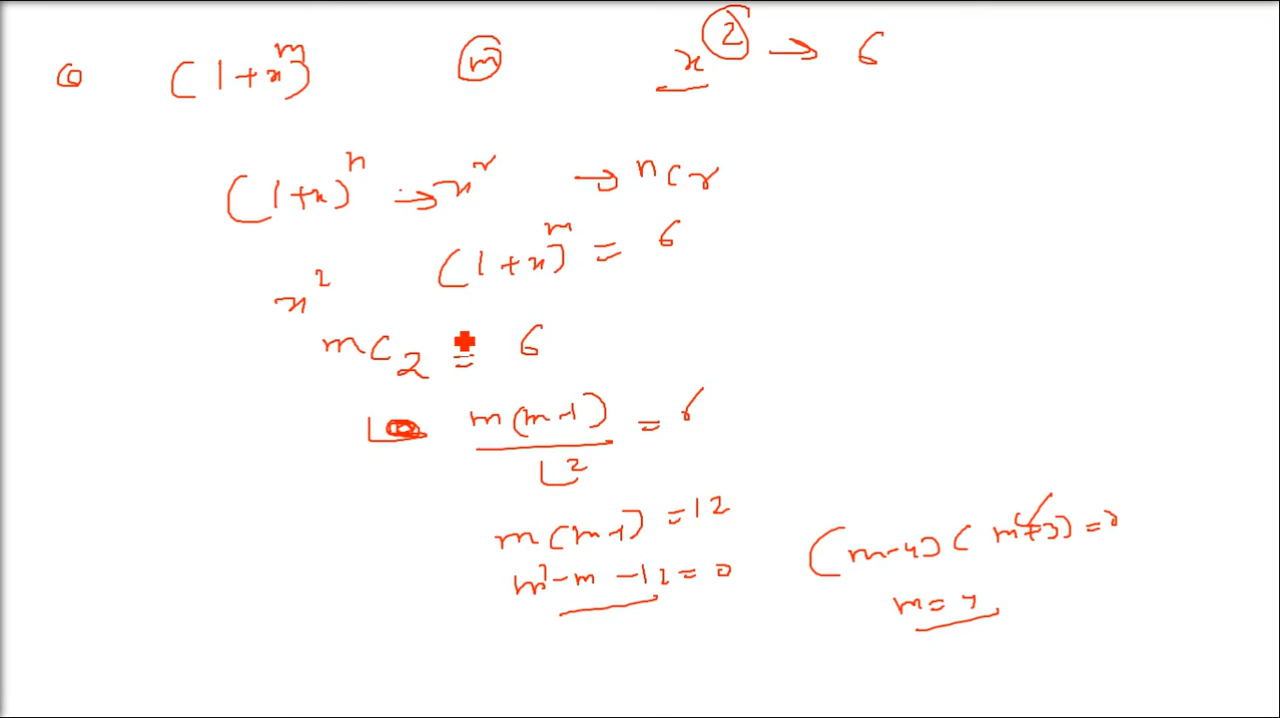 6 (1+x)^m m x^2 → 6
(1+x)^n → x^r → nCr
(1+x)^m = 6
x^2
mC2 = 6
m(m-1)/∟2 = 6
m(m-1) = 12
m^2-m-12=0
(m-4)(m+3)=0
m=4